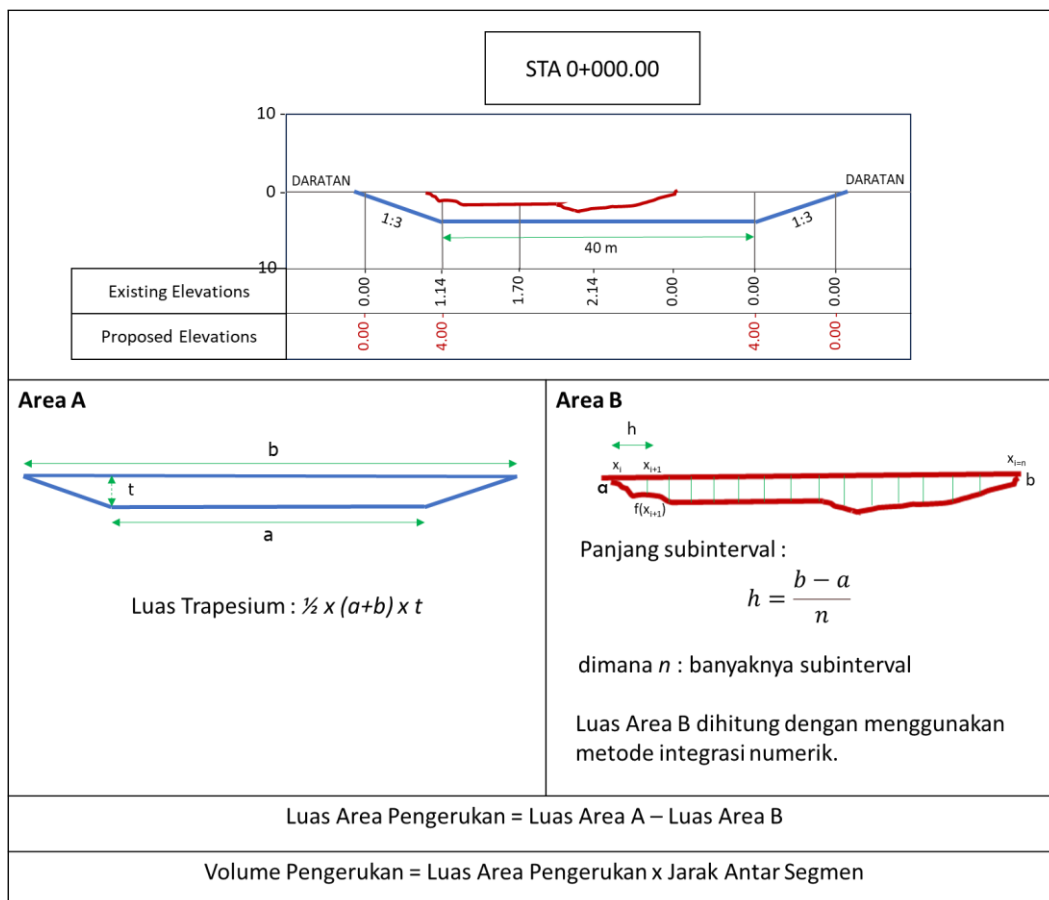 STA 0+000.00
10
0
10
DARATAN
DARATAN
1:3
1:3
40 m
Existing Elevations
0.00
1.14
1.70
2.14
0.00
0.00
0.00
Proposed Elevations
0.00
4.00
4.00
0.00
Area A
b
t
a
Luas Trapesium : ½ x (a+b) x t
Area B
h
xᵢ xᵢ₊₁ xᵢ₌ₙ
a b
f(xᵢ₊₁)
Panjang subinterval :
h = (b − a)/n
dimana n : banyaknya subinterval
Luas Area B dihitung dengan menggunakan
metode integrasi numerik.
Luas Area Pengerukan = Luas Area A – Luas Area B
Volume Pengerukan = Luas Area Pengerukan x Jarak Antar Segmen